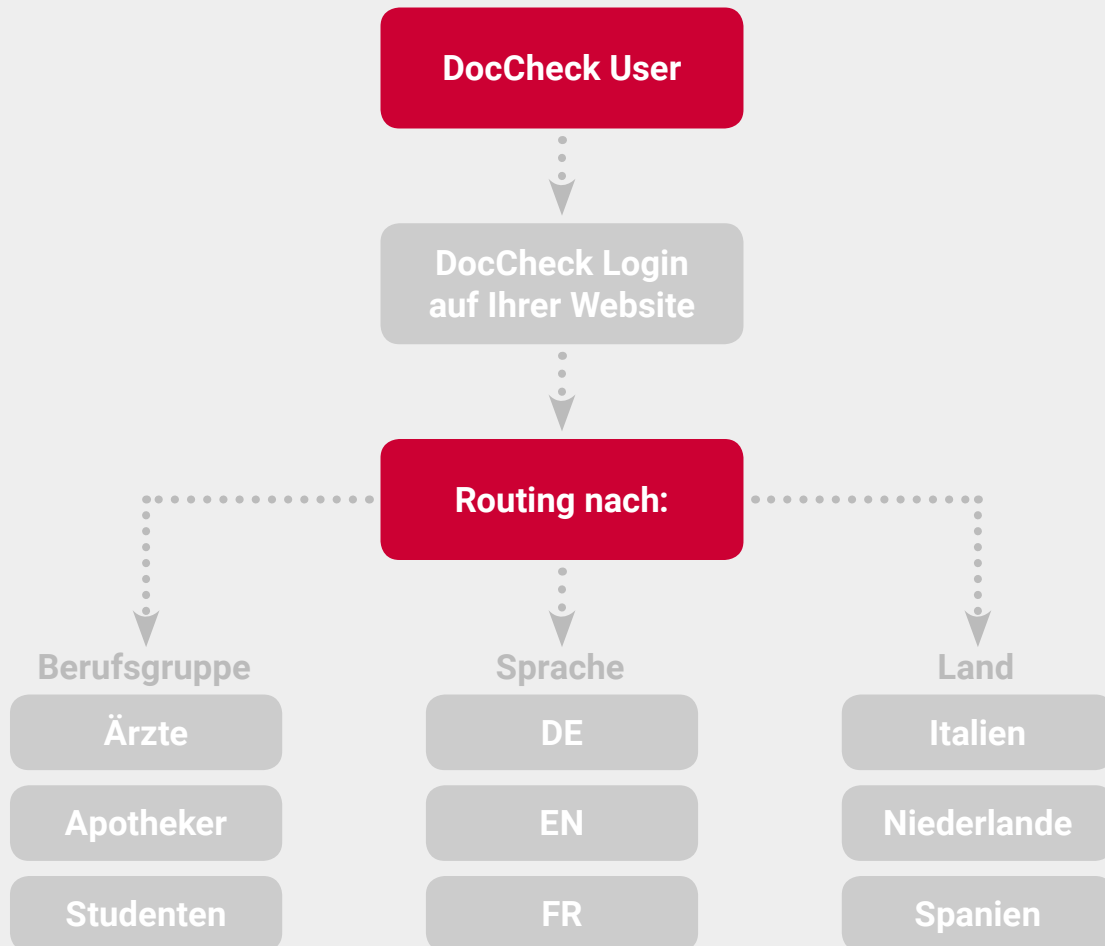 DocCheck User
DocCheck Login
auf Ihrer Website
Routing nach:
Berufsgruppe
Ärzte
Apotheker
Studenten
Sprache
DE
EN
FR
Land
Italien
Niederlande
Spanien